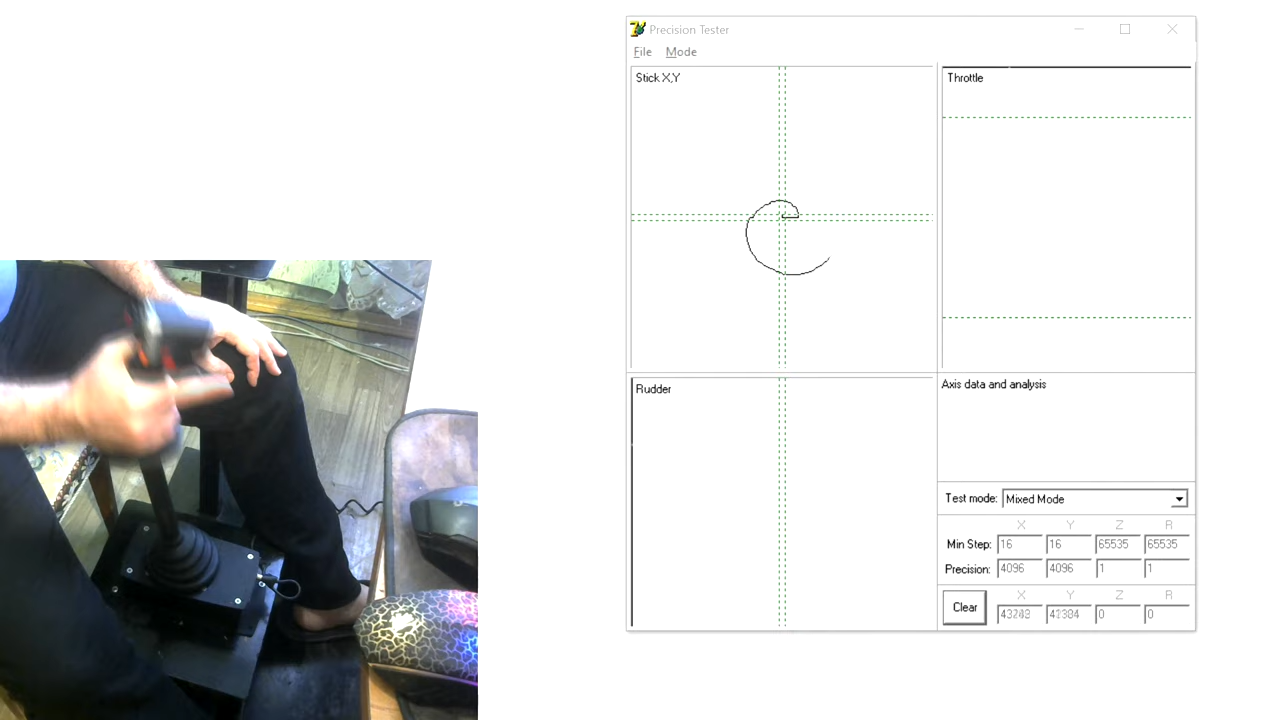 Precision Tester
File Mode
Stick X,Y
Throttle
Rudder
Axis data and analysis
Test mode: Mixed Mode
X Y Z R
Min Step: 16 16 65535 65535
Precision: 4096 4096 1 1
X Y Z R
Clear 0 0